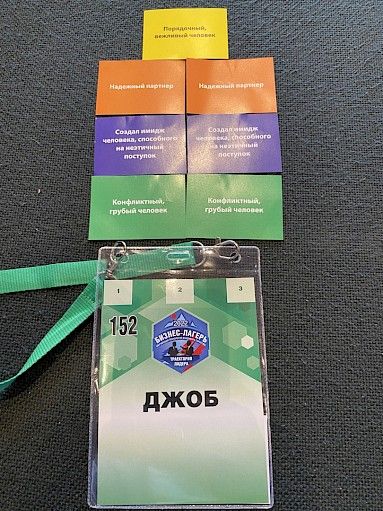 Порядочный,
вежливый человек
Надежный партнер
Надежный партнер
Создал имидж
человека, способного
на неэтичный
поступок
Создал имидж
человека, способного
на неэтичный
поступок
Конфликтный,
грубый человек
Конфликтный,
грубый человек
1 2 3
152
2022
БИЗНЕС-ЛАГЕРЬ
ТРАЕКТОРИЯ
ЛИДЕРА
ДЖОБ